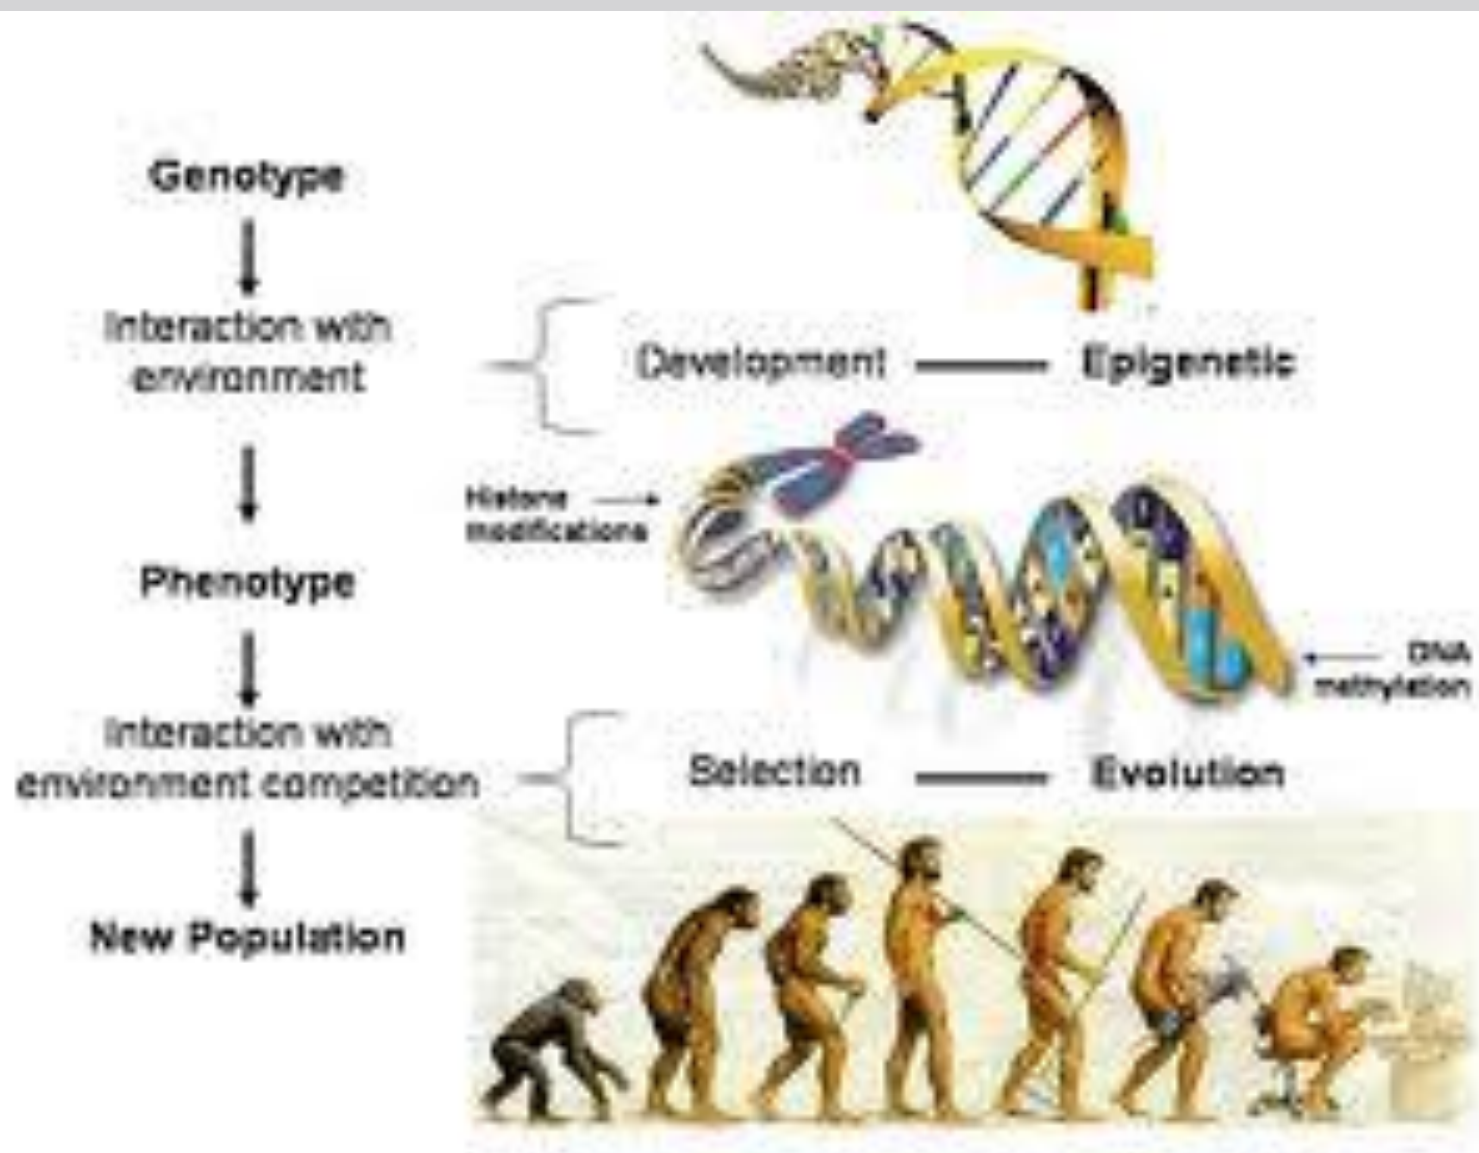 Genotype
Interaction with
environment
Development
Epigenetic
Histone
modifications
Phenotype
DNA
methylation
Interaction with
environment competition
Selection
Evolution
New Population